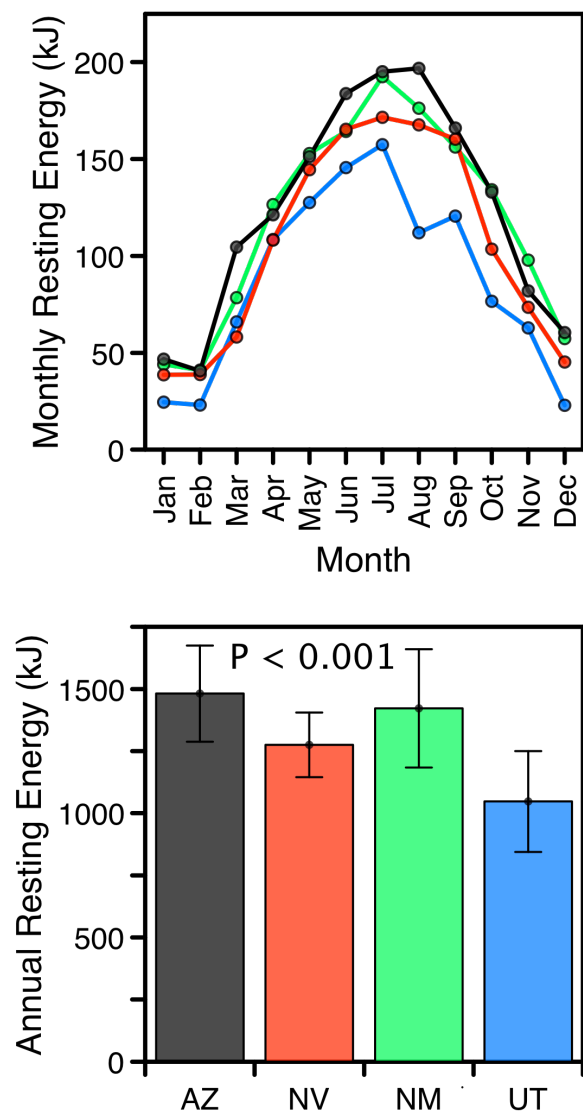 Monthly Resting Energy (kJ)
200
150
100
50
0
Jan
Feb
Mar
Apr
May
Jun
Jul
Aug
Sep
Oct
Nov
Dec
Month
Annual Resting Energy (kJ)
P < 0.001
1500
1000
500
0
AZ
NV
NM
UT